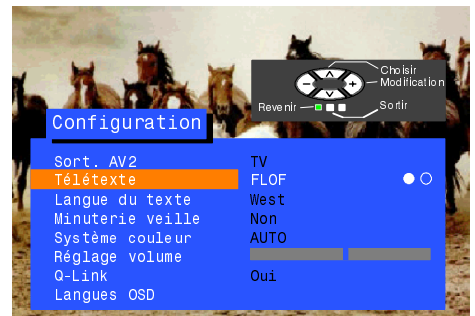 Choisir
Modification
Revenir
Sortir
Configuration
Sort. AV2 TV
Télétexte FLOF
Langue du texte West
Minuterie veille Non
Système couleur AUTO
Réglage volume
Q-Link Oui
Langues OSD